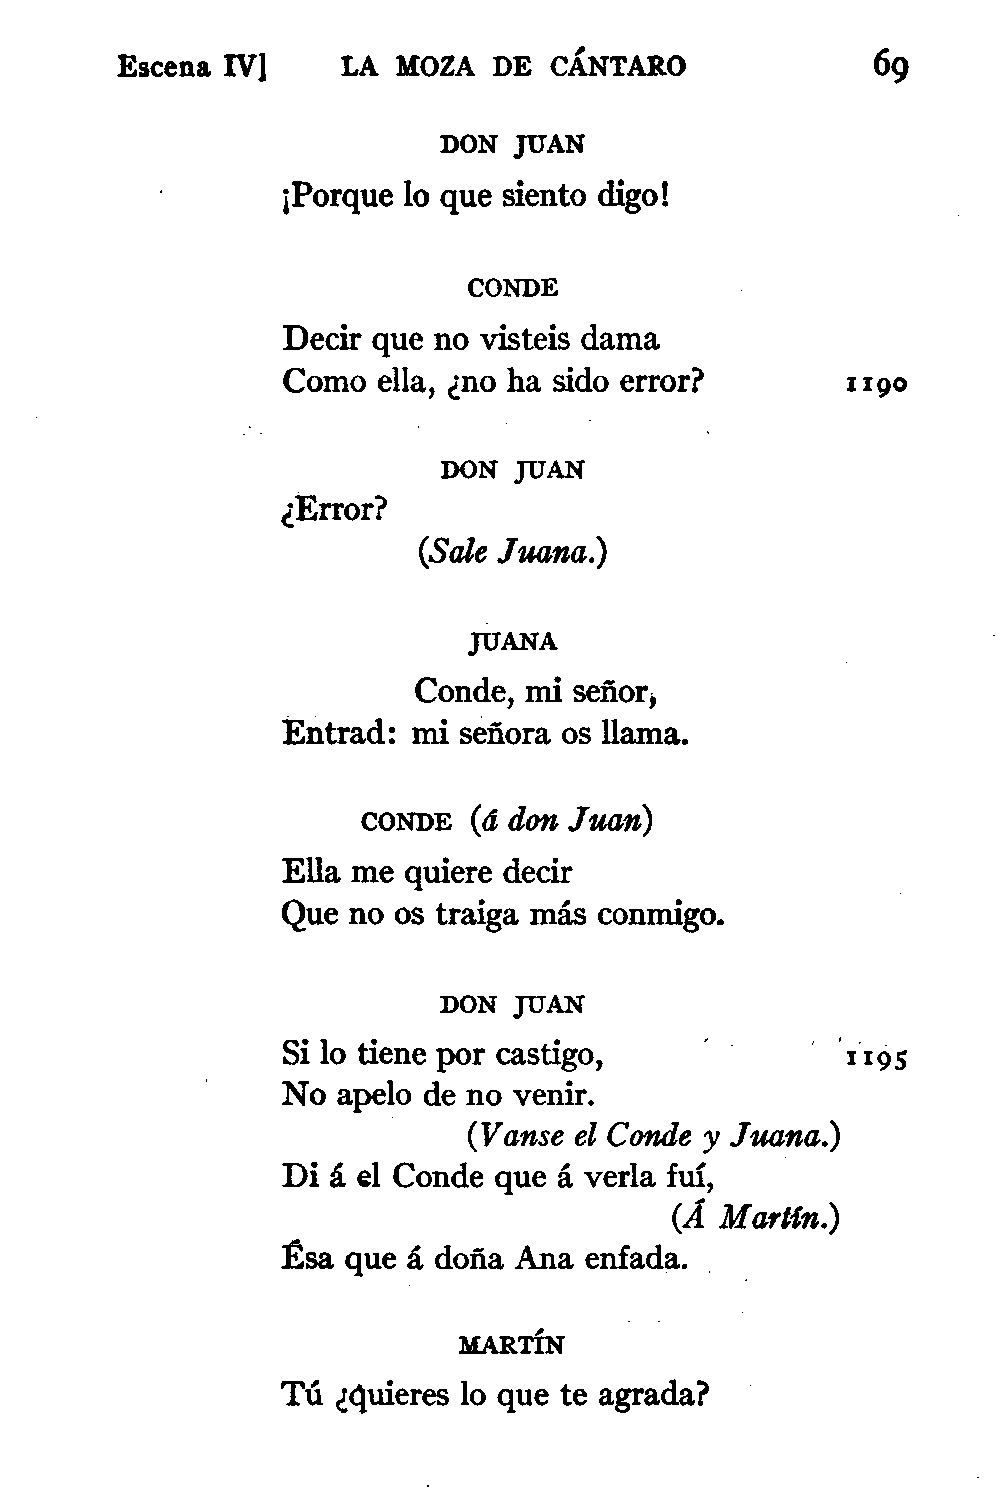 Escena IV] LA MOZA DE CÁNTARO 69
DON JUAN
¡Porque lo que siento digo!
CONDE
Decir que no visteis dama
Como ella, ¿no ha sido error? 1190
DON JUAN
¿Error?
(Sale Juana.)
JUANA
Conde, mi señor,
Entrad: mi señora os llama.
CONDE (á don Juan)
Ella me quiere decir
Que no os traiga más conmigo.
DON JUAN
Si lo tiene por castigo, 1195
No apelo de no venir.
(Vanse el Conde y Juana.)
Di á el Conde que á verla fuí,
(Á Martín.)
Ésa que á doña Ana enfada.
MARTÍN
Tú ¿quieres lo que te agrada?